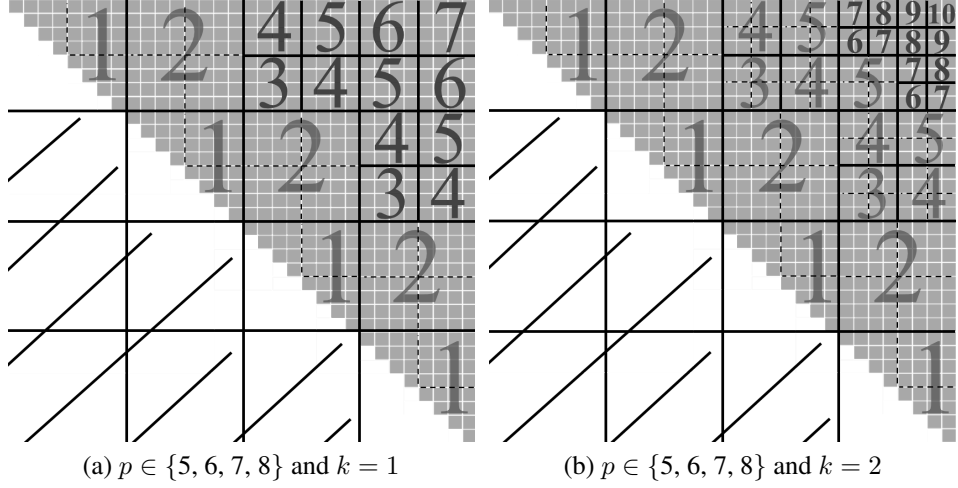 1 2 4 5 6 7
3 4 5 6
1 2 4 5
3 4
1 2
1
(a) p ∈ {5, 6, 7, 8} and k = 1
1 2 4 5 7 8 9 10
6 7 8 9
3 4 5 7 8
6 7
1 2 4 5
3 4
1 2
1
(b) p ∈ {5, 6, 7, 8} and k = 2